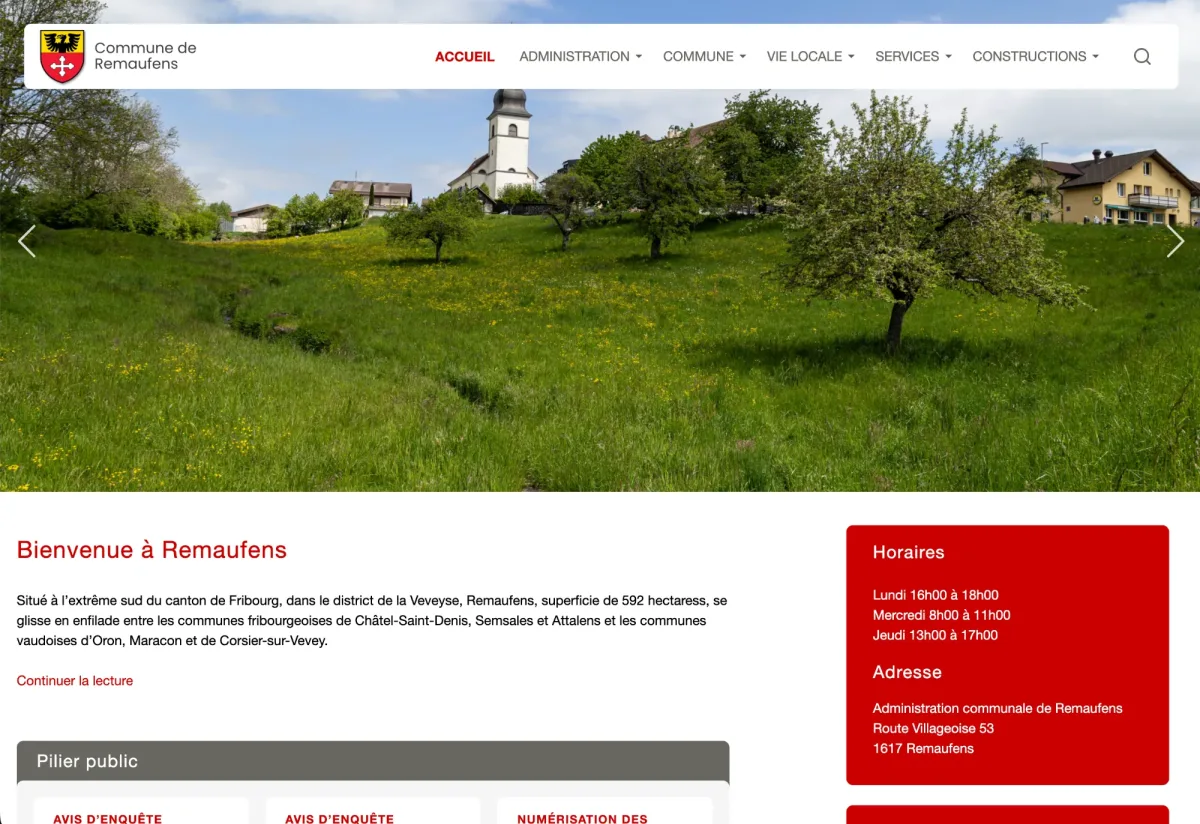 Commune de
Remaufens
ACCUEIL
ADMINISTRATION
COMMUNE
VIE LOCALE
SERVICES
CONSTRUCTIONS
Bienvenue à Remaufens
Situé à l’extrême sud du canton de Fribourg, dans le district de la Veveyse, Remaufens, superficie de 592 hectaress, se
glisse en enfilade entre les communes fribourgeoises de Châtel-Saint-Denis, Semsales et Attalens et les communes
vaudoises d’Oron, Maracon et de Corsier-sur-Vevey.
Continuer la lecture
Pilier public
AVIS D’ENQUÊTE
AVIS D’ENQUÊTE
NUMÉRISATION DES
Horaires
Lundi 16h00 à 18h00
Mercredi 8h00 à 11h00
Jeudi 13h00 à 17h00
Adresse
Administration communale de Remaufens
Route Villageoise 53
1617 Remaufens